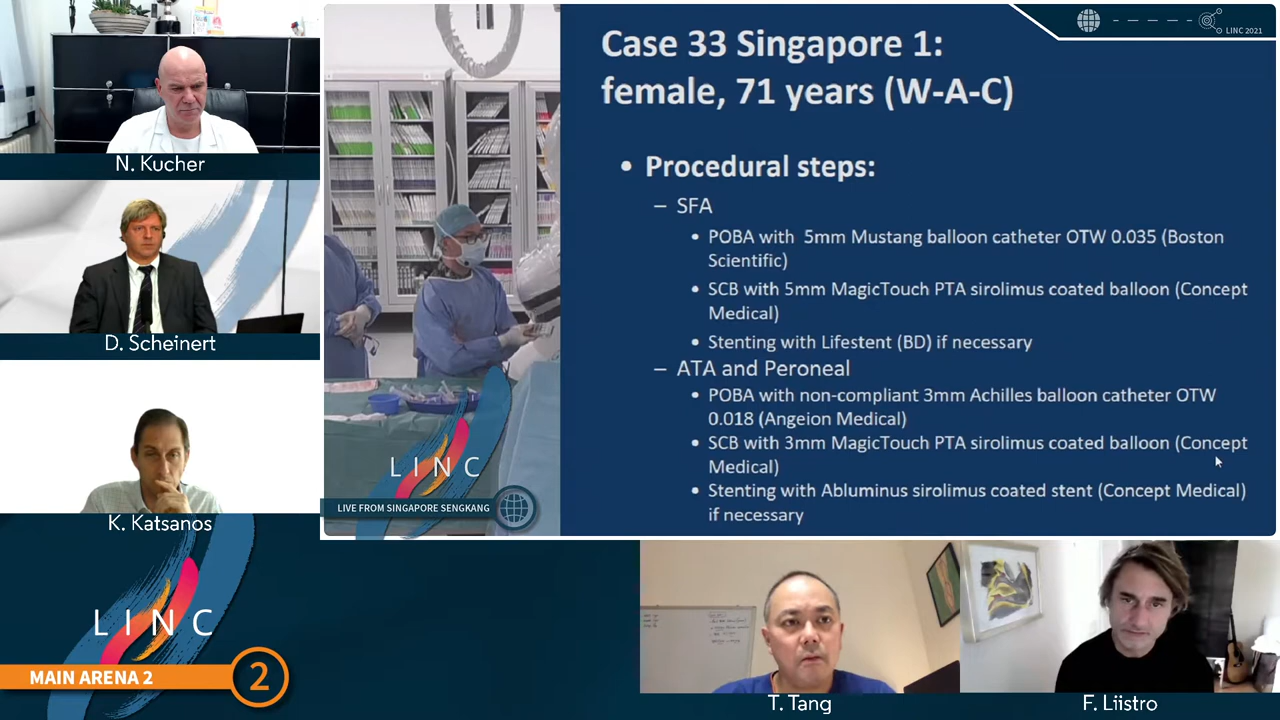 N. Kucher
D. Scheinert
K. Katsanos
LINC
MAIN ARENA 2
2
LINC
LIVE FROM SINGAPORE SENGKANG
LINC 2021
Case 33 Singapore 1:
female, 71 years (W-A-C)
• Procedural steps:
– SFA
• POBA with 5mm Mustang balloon catheter OTW 0.035 (Boston
Scientific)
• SCB with 5mm MagicTouch PTA sirolimus coated balloon (Concept
Medical)
• Stenting with Lifestent (BD) if necessary
– ATA and Peroneal
• POBA with non-compliant 3mm Achilles balloon catheter OTW
0.018 (Angeion Medical)
• SCB with 3mm MagicTouch PTA sirolimus coated balloon (Concept
Medical)
• Stenting with Abluminus sirolimus coated stent (Concept Medical)
if necessary
T. Tang
F. Liistro